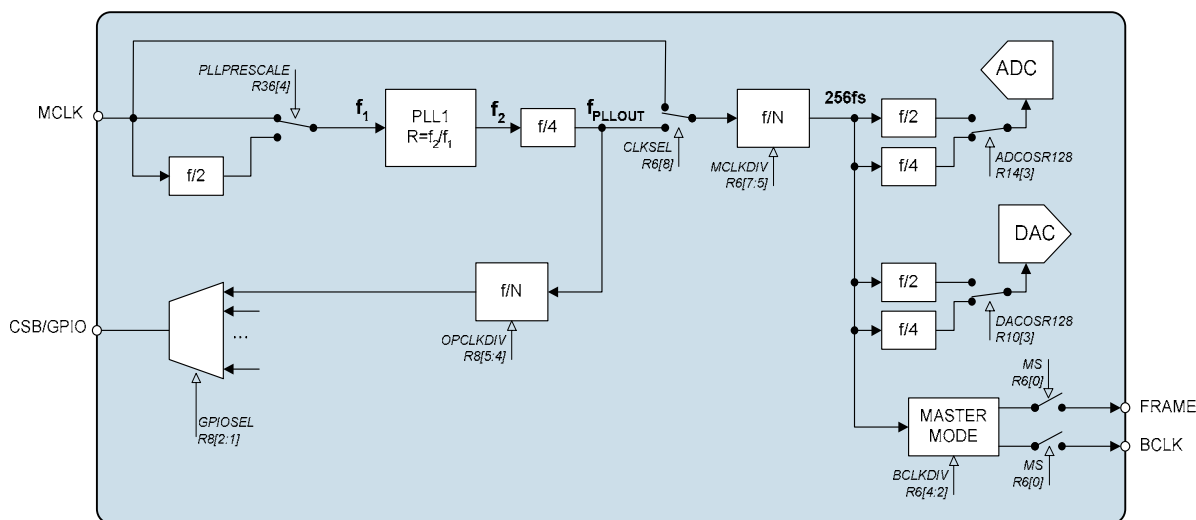 ADC
PLLPRESCALE
R36[4]
MCLK
f1
PLL1
R=f2/f1
f2
f/4
fPLLOUT
f/2
CLKSEL
R6[8]
f/N
MCLKDIV
R6[7:5]
256fs
f/2
f/4
ADCOSR128
R14[3]
DAC
f/2
f/4
DACOSR128
R10[3]
f/N
OPCLKDIV
R8[5:4]
CSB/GPIO
...
GPIOSEL
R8[2:1]
MS
R6[0]
MASTER
MODE
FRAME
BCLK
BCLKDIV
R6[4:2]
MS
R6[0]